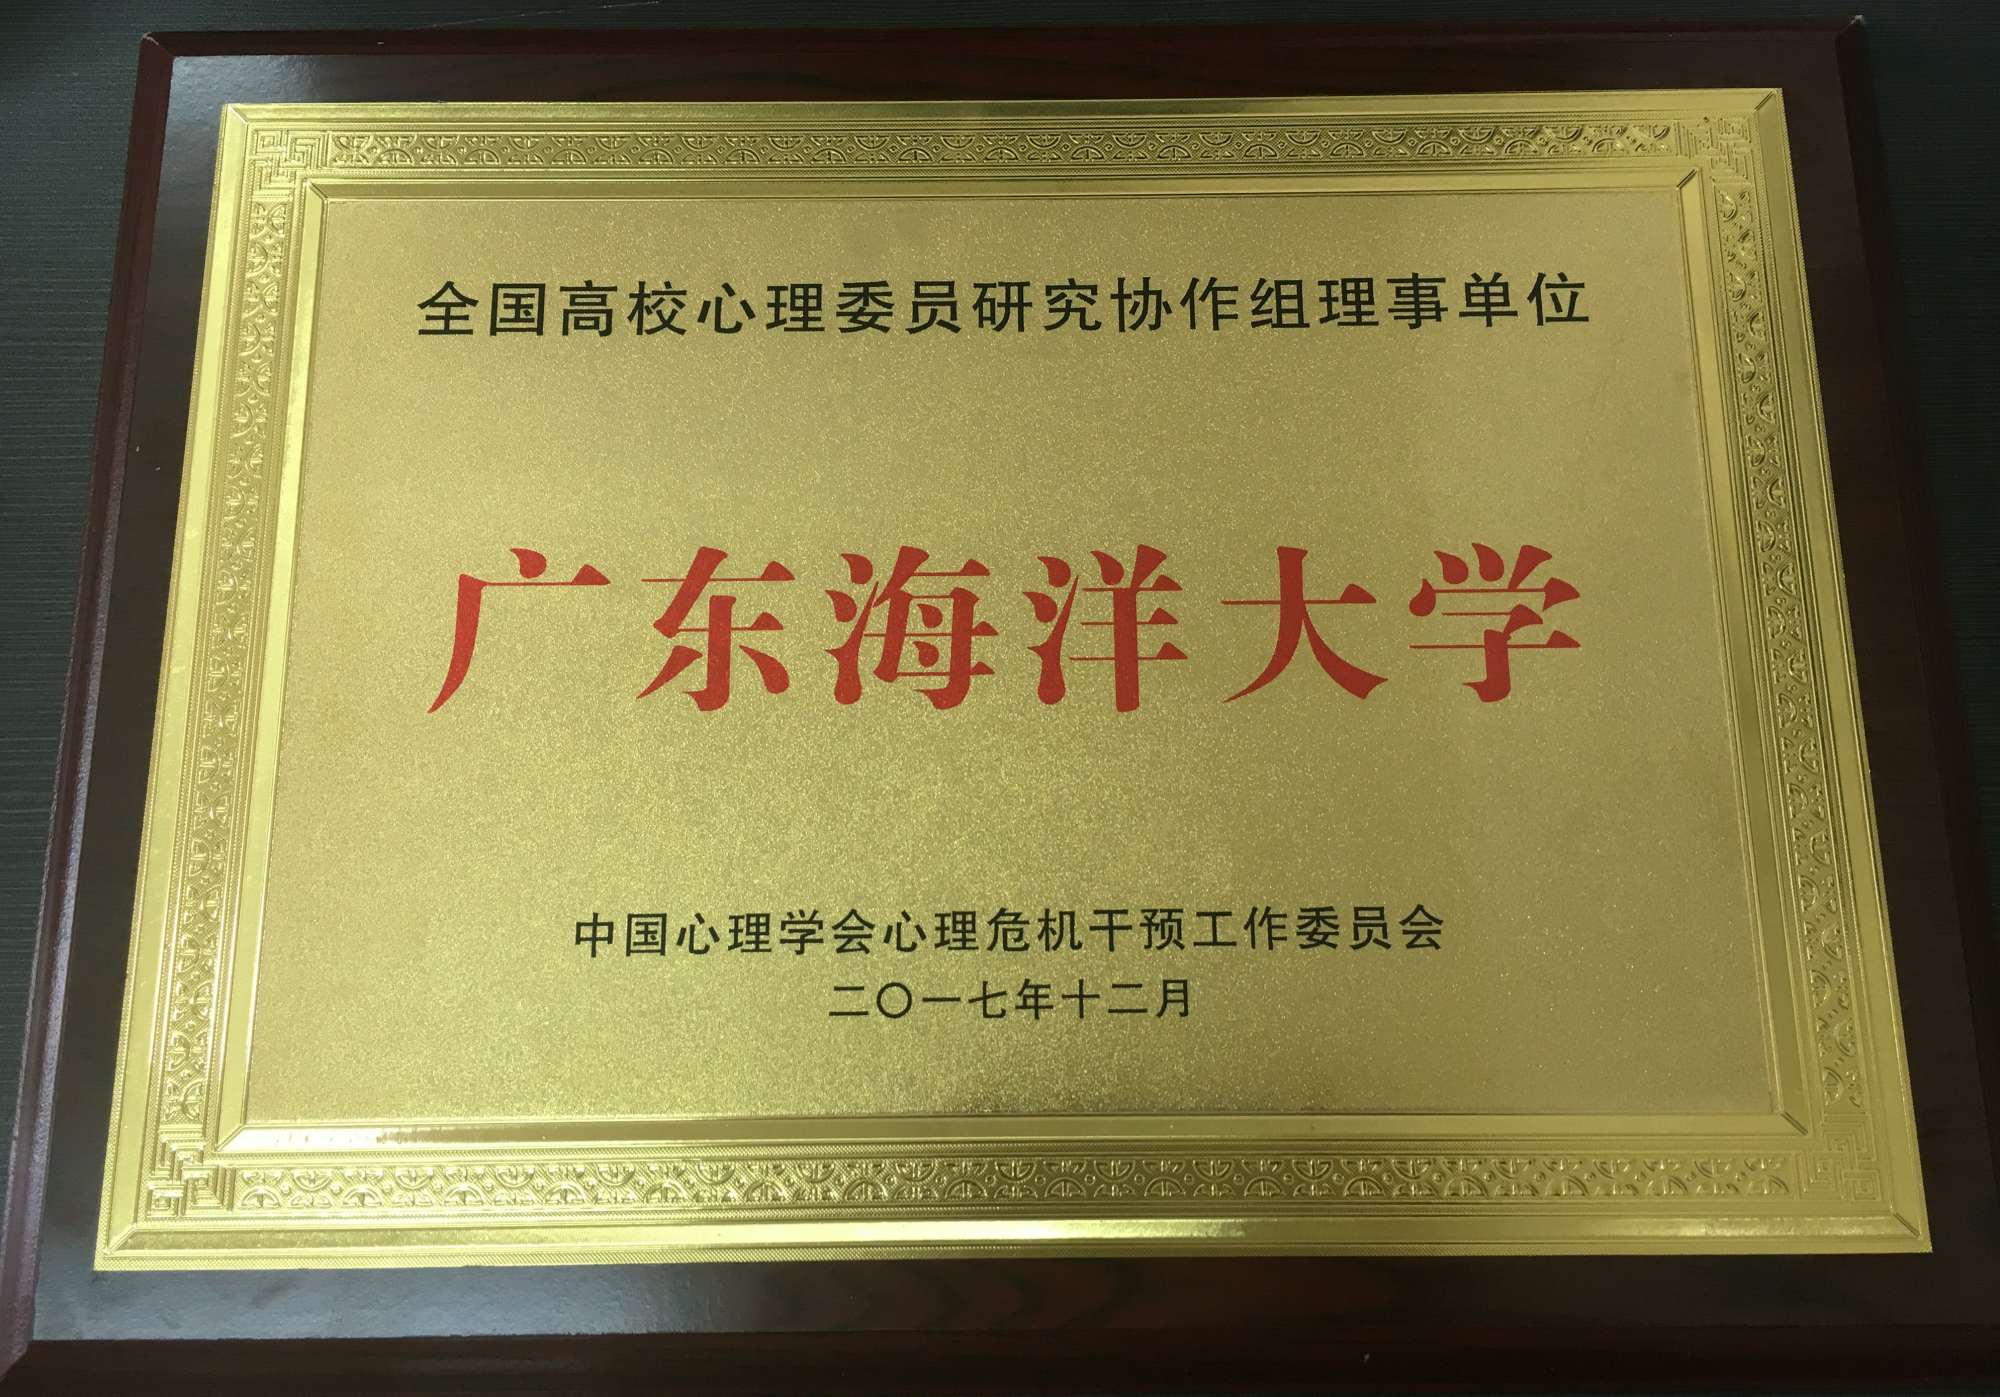 全国高校心理委员研究协作组理事单位
广东海洋大学
中国心理学会心理危机干预工作委员会
二〇一七年十二月